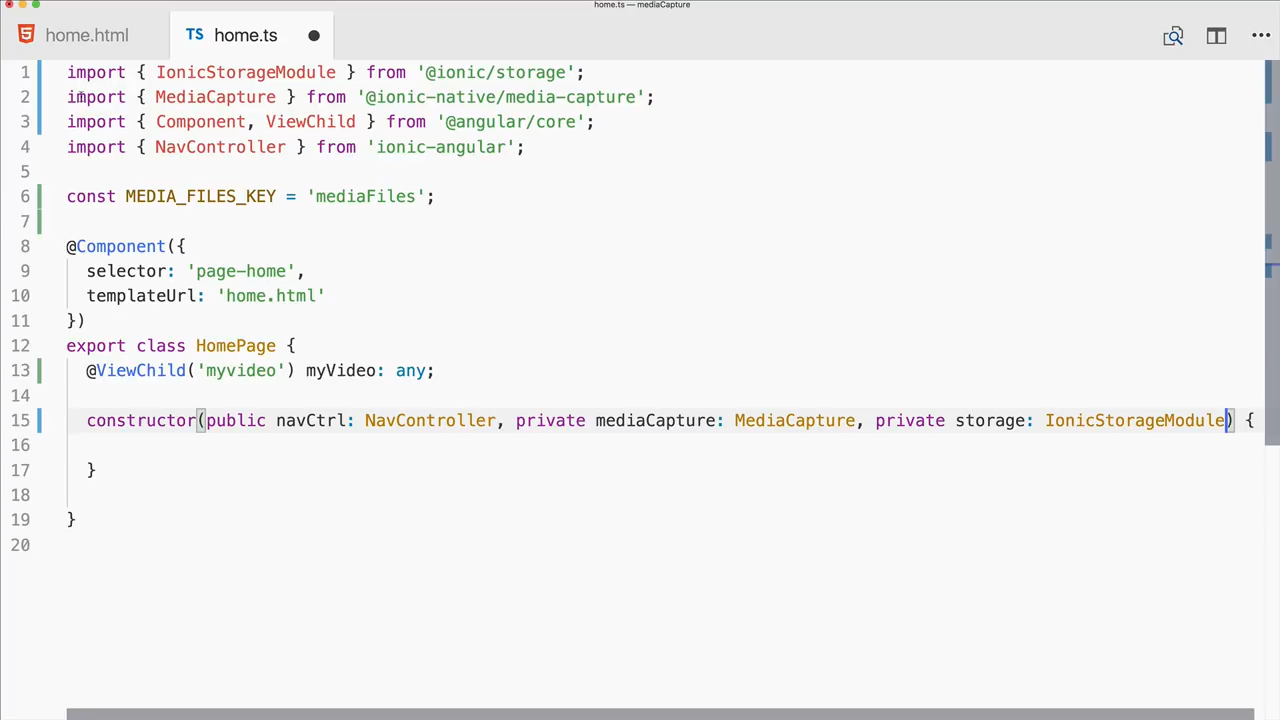 home.ts — mediaCapture
home.html
TS home.ts
1 import { IonicStorageModule } from '@ionic/storage';
2 import { MediaCapture } from '@ionic-native/media-capture';
3 import { Component, ViewChild } from '@angular/core';
4 import { NavController } from 'ionic-angular';
5
6 const MEDIA_FILES_KEY = 'mediaFiles';
7
8 @Component({
9 selector: 'page-home',
10 templateUrl: 'home.html'
11 })
12 export class HomePage {
13 @ViewChild('myvideo') myVideo: any;
14
15 constructor(public navCtrl: NavController, private mediaCapture: MediaCapture, private storage: IonicStorageModule) {
16
17 }
18
19 }
20